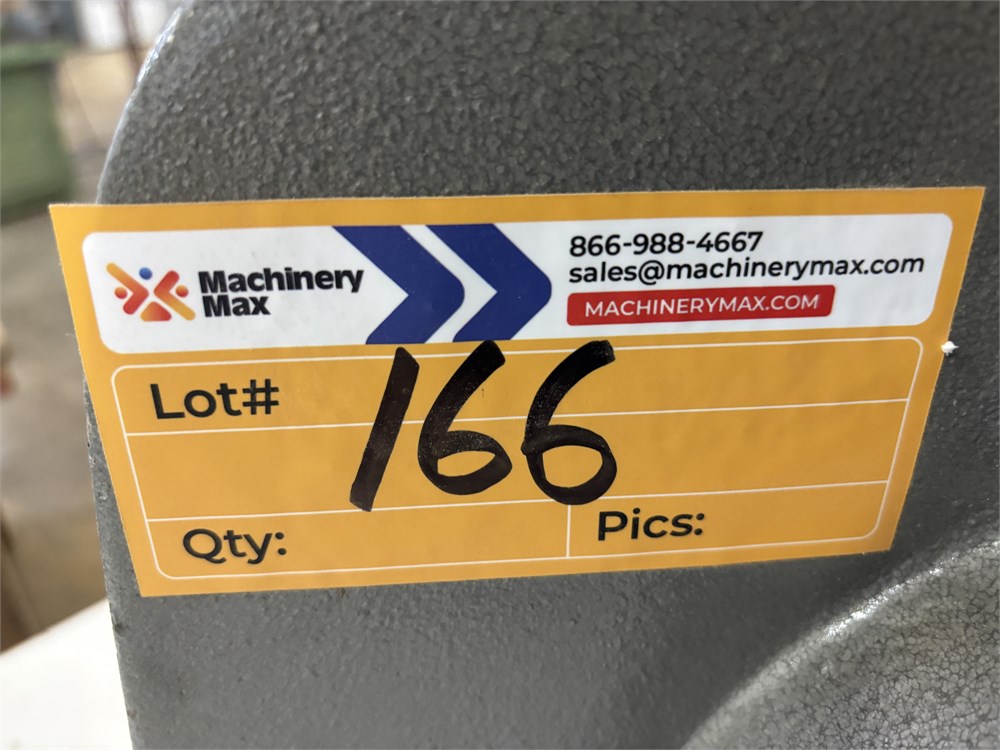 Machinery
Max
866-988-4667
sales@machinerymax.com
MACHINERYMAX.COM
Lot# 166
Qty:
Pics: